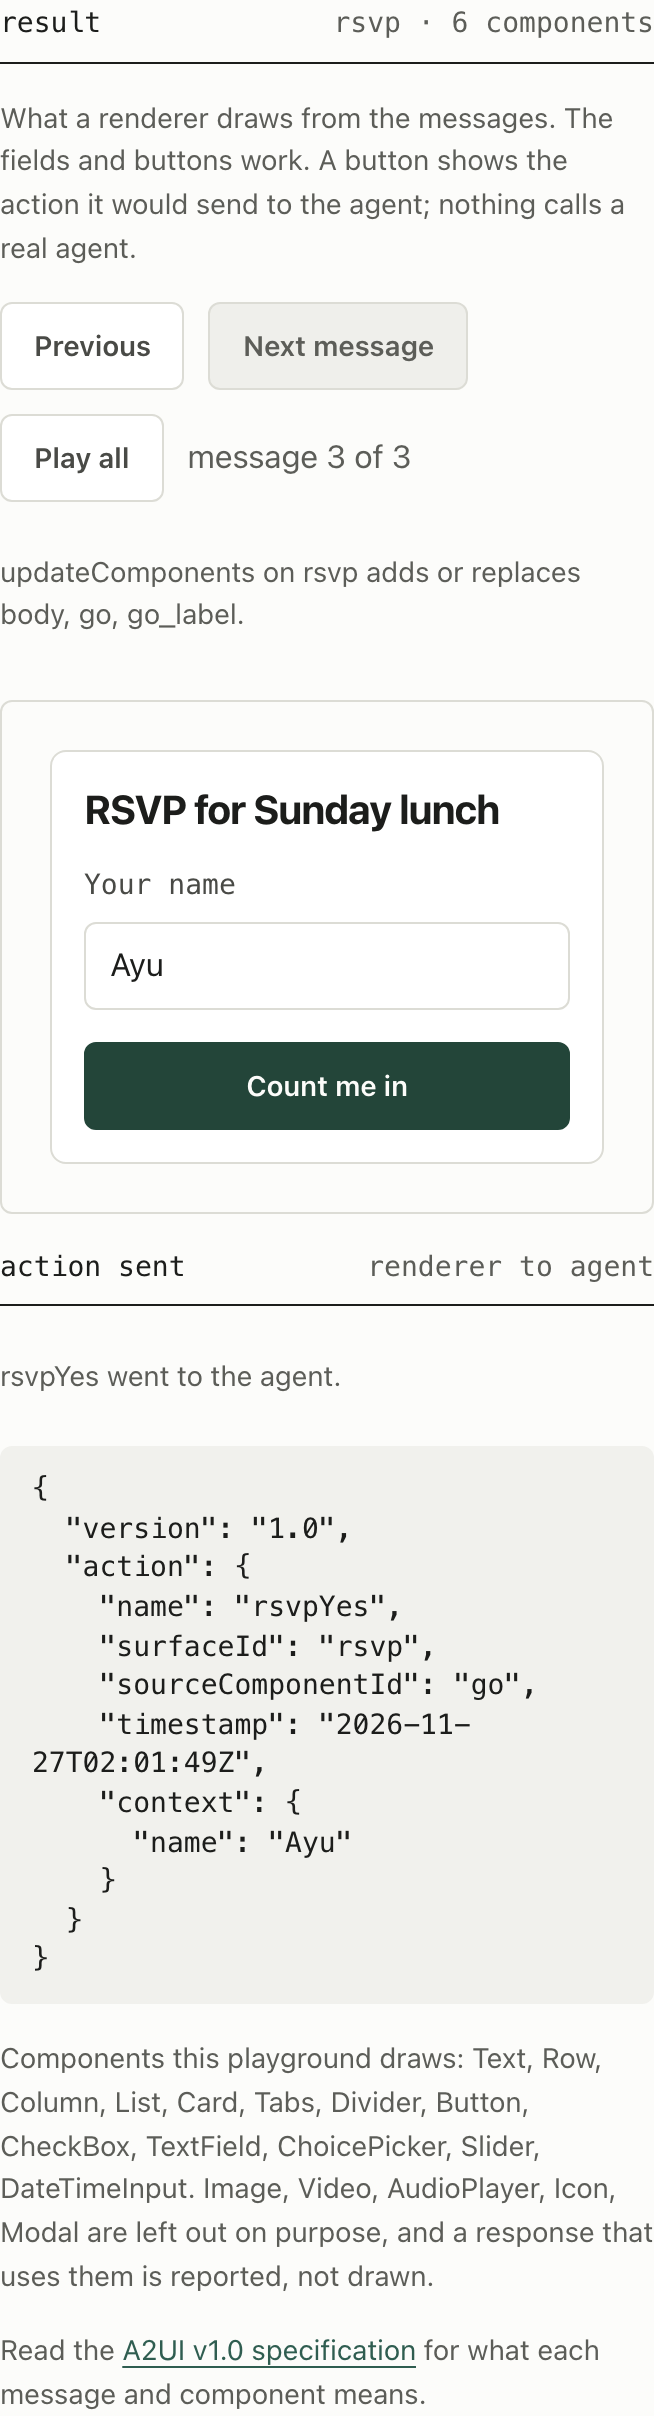 result rsvp · 6 components
What a renderer draws from the messages. The
fields and buttons work. A button shows the
action it would send to the agent; nothing calls a
real agent.
Previous Next message
Play all message 3 of 3
updateComponents on rsvp adds or replaces
body, go, go_label.
RSVP for Sunday lunch
Your name
Ayu
Count me in
action sent renderer to agent
rsvpYes went to the agent.
{
  "version": "1.0",
  "action": {
    "name": "rsvpYes",
    "surfaceId": "rsvp",
    "sourceComponentId": "go",
    "timestamp": "2026-11-
27T02:01:49Z",
    "context": {
      "name": "Ayu"
    }
  }
}
Components this playground draws: Text, Row,
Column, List, Card, Tabs, Divider, Button,
CheckBox, TextField, ChoicePicker, Slider,
DateTimeInput. Image, Video, AudioPlayer, Icon,
Modal are left out on purpose, and a response that
uses them is reported, not drawn.
Read the A2UI v1.0 specification for what each
message and component means.